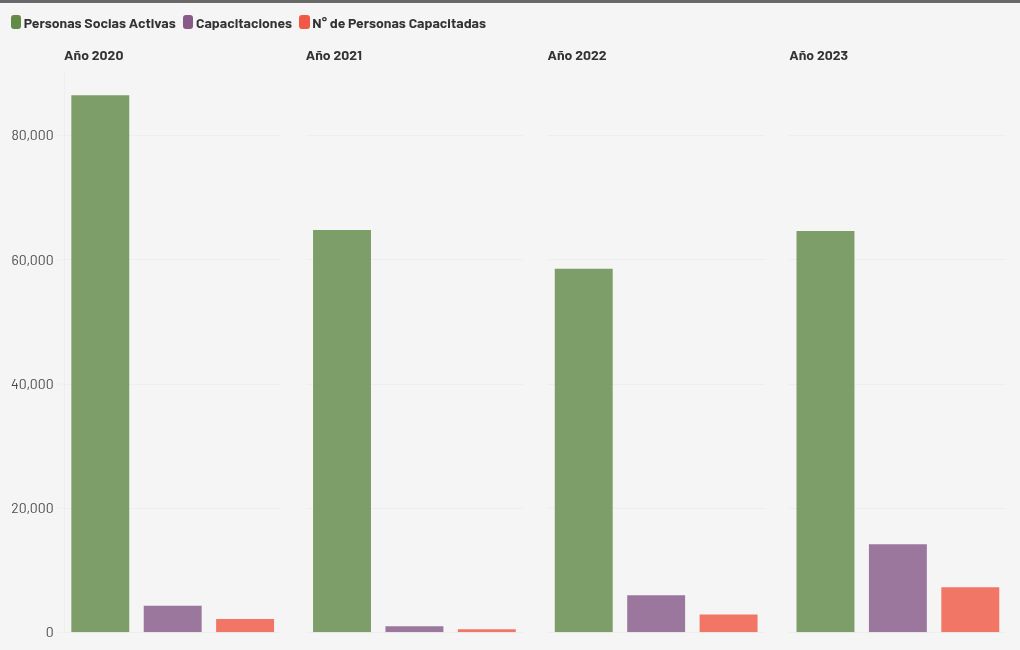 Personas Socias Activas Capacitaciones N° de Personas Capacitadas
Año 2020 Año 2021 Año 2022 Año 2023
80,000
60,000
40,000
20,000
0